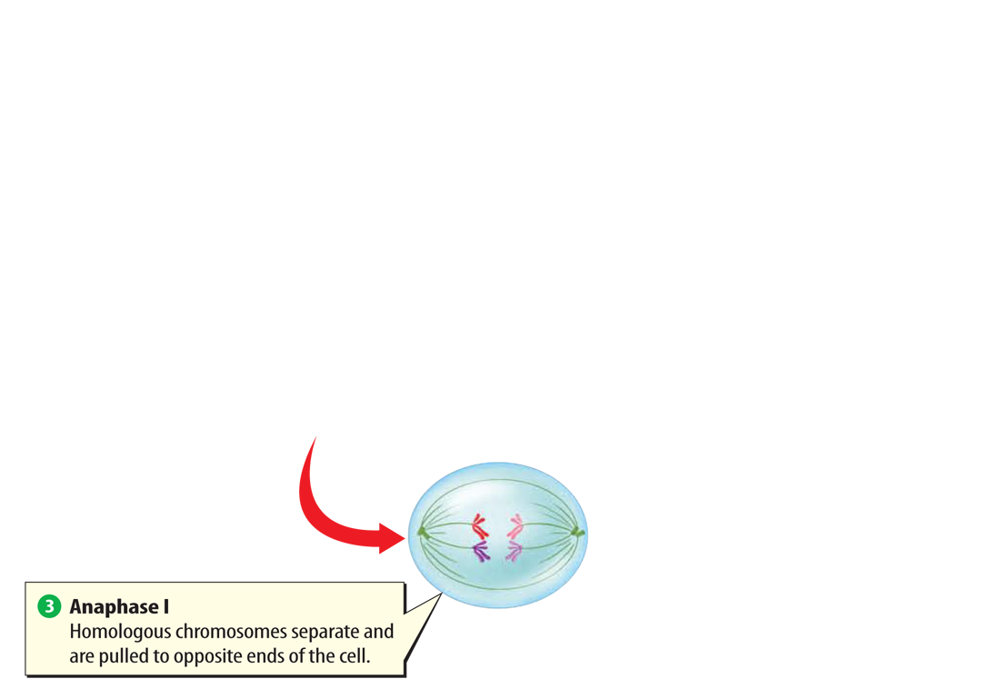 3 Anaphase I
Homologous chromosomes separate and
are pulled to opposite ends of the cell.